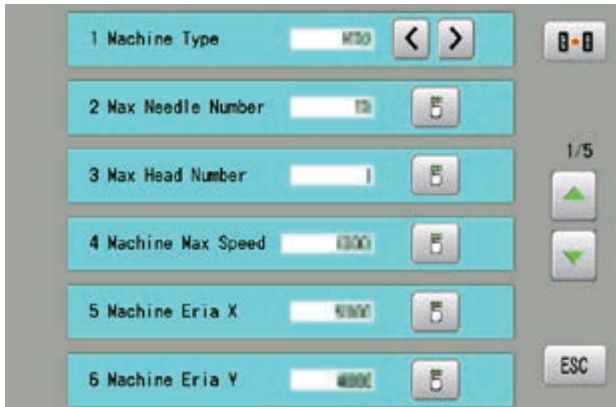 1 Machine Type
2 Max Needle Number
3 Max Head Number
1
4 Machine Max Speed
5 Machine Eria X
6 Machine Eria Y
1/5
ESC